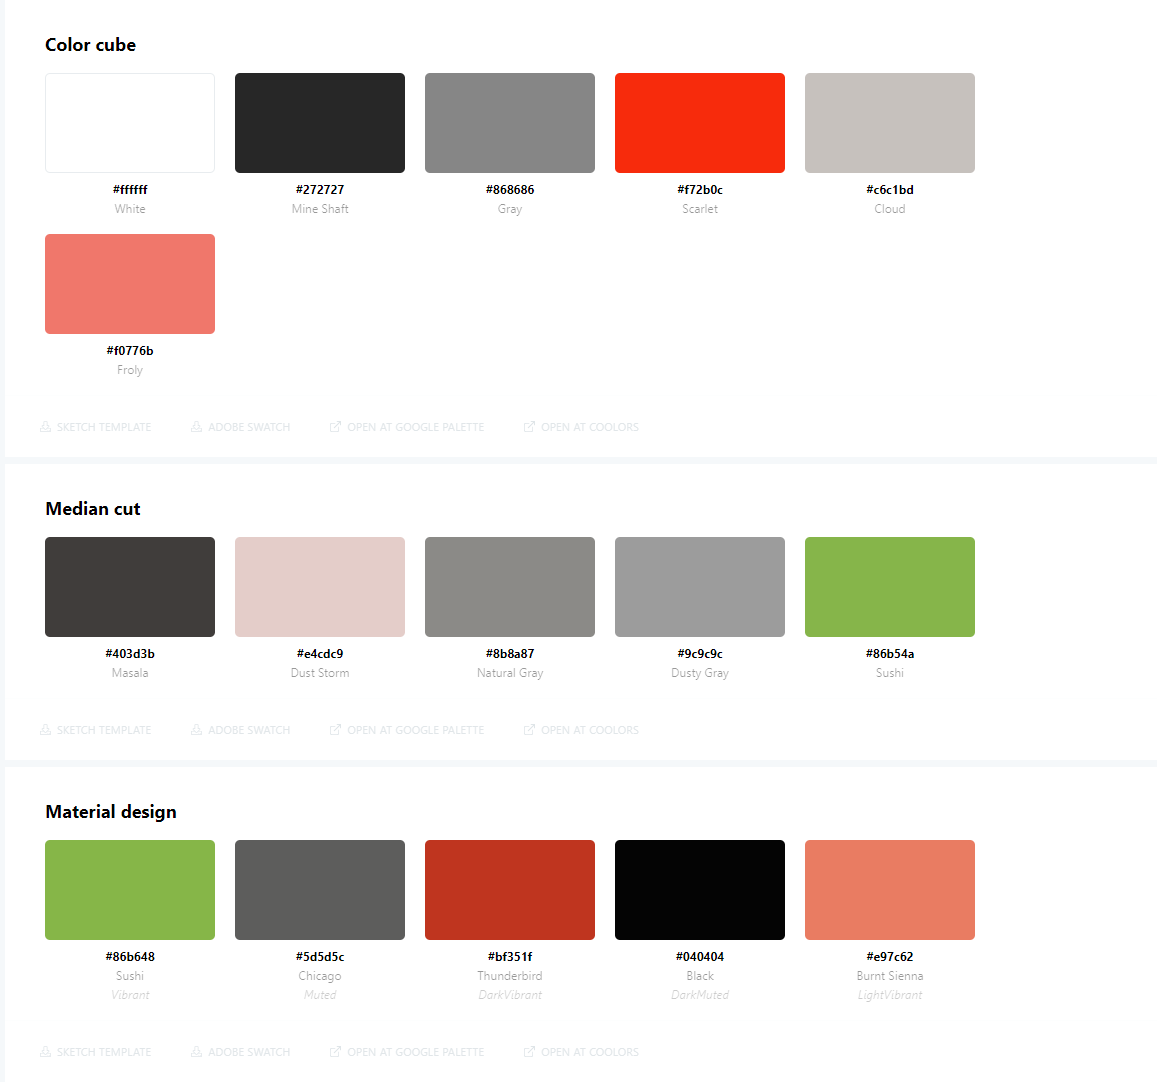 Color cube
#ffffff #272727 #868686 #f72b0c #c6c1bd
White Mine Shaft Gray Scarlet Cloud
#f0776b
Froly
SKETCH TEMPLATE ADOBE SWATCH OPEN AT GOOGLE PALETTE OPEN AT COOLORS
Median cut
#403d3b #e4cdc9 #8b8a87 #9c9c9c #86b54a
Masala Dust Storm Natural Gray Dusty Gray Sushi
SKETCH TEMPLATE ADOBE SWATCH OPEN AT GOOGLE PALETTE OPEN AT COOLORS
Material design
#86b648 #5d5d5c #bf351f #040404 #e97c62
Sushi Chicago Thunderbird Black Burnt Sienna
Vibrant Muted DarkVibrant DarkMuted LightVibrant
SKETCH TEMPLATE ADOBE SWATCH OPEN AT GOOGLE PALETTE OPEN AT COOLORS